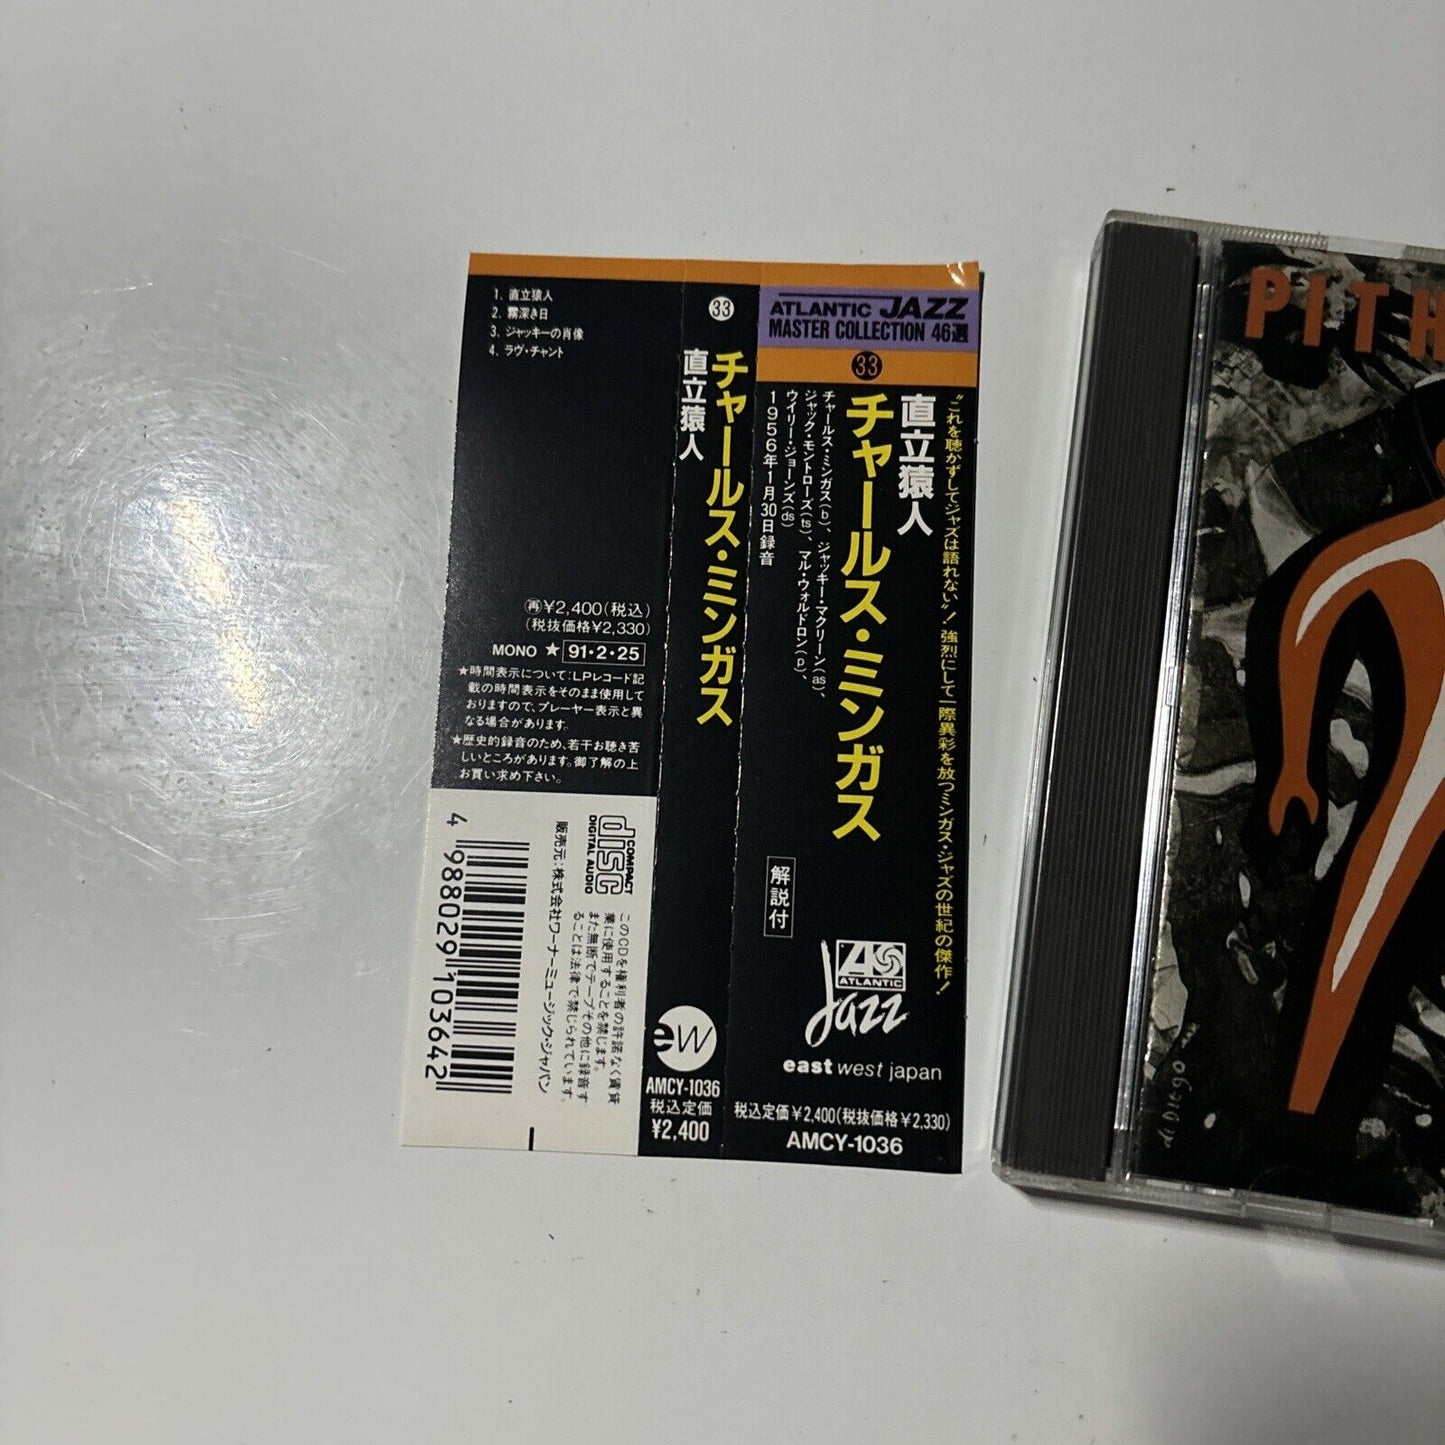 1. 直立猿人
2. 霧深き日
3. ジャッキーの肖像
4. ラヴ・チャント
再¥2,400(税込)
(税抜価格¥2,330)
MONO ★ 91・2・25
★時間表示について:LPレコード記
載の時間表示をそのまま使用して
おりますので、プレーヤー表示と異
なる場合があります。
★歴史的録音のため、若干お聴き苦
しいところがあります。御了解の上
お買い求め下さい。
COMPACT
disc
DIGITAL AUDIO
このCDを権利者の許諾なく賃貸
業に使用することを禁じます。
また無断でテープその他に録音す
ることは法律で禁じられています。
販売元:株式会社ワーナーミュージック・ジャパン
4 988029 103642
33
チャールス・ミンガス
直立猿人
ew
AMCY-1036
税込定価
¥2,400
ATLANTIC JAZZ
MASTER COLLECTION 46選
33
“これを聴かずしてジャズは語れない”! 強烈にして一際異彩を放つミンガス・ジャズの世紀の傑作!
直立猿人
チャールス・ミンガス
チャールス・ミンガス(b)、ジャッキー・マクリーン(as)、
ジャック・モントローズ(ts)、マル・ウォルドロン(p)、
ウイリー・ジョーンズ(ds)
1956年1月30日録音
解説付
ATLANTIC
Jazz
east west japan
税込定価¥2,400(税抜価格¥2,330)
AMCY-1036
PITH